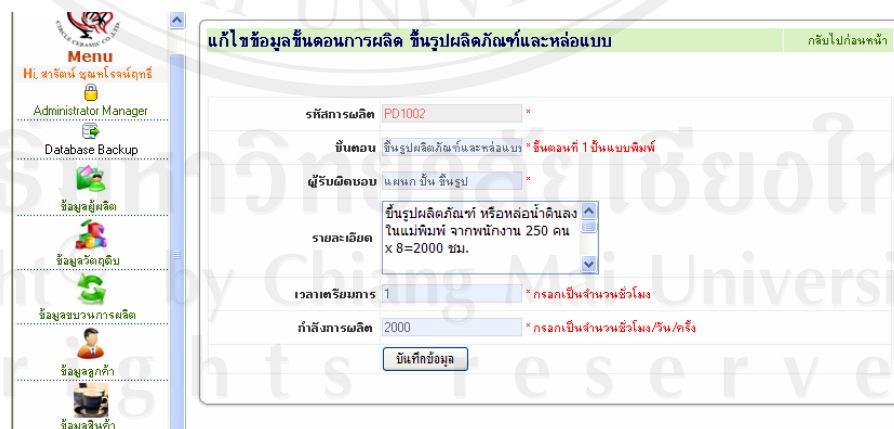 CIRCLE CERAMIC CO.,LTD
Menu
Hi, สารัตน์ ชุณหโรจน์ฤทธิ์
Administrator Manager
Database Backup
ข้อมูลผู้ผลิต
ข้อมูลวัตถุดิบ
ข้อมูลขบวนการผลิต
ข้อมูลลูกค้า
ข้อมูลสินค้า
แก้ไขข้อมูลขั้นตอนการผลิต ขึ้นรูปผลิตภัณฑ์และหล่อแบบ
กลับไปก่อนหน้า
รหัสการผลิต PD1002 *
ขั้นตอน ขึ้นรูปผลิตภัณฑ์และหล่อแบบ * ขั้นตอนที่ 1 ปั้นแบบพิมพ์
ผู้รับผิดชอบ แผนก ปั้น ขึ้นรูป *
รายละเอียด ขึ้นรูปผลิตภัณฑ์ หรือหล่อน้ำดินลง
ในแม่พิมพ์ จากพนักงาน 250 คน
x 8=2000 ชม.
เวลาเตรียมการ 1 * กรอกเป็นจำนวนชั่วโมง
กำลังการผลิต 2000 * กรอกเป็นจำนวนชั่วโมง/วัน/ครั้ง
บันทึกข้อมูล
by Chiang Mai Universi
rights reserve